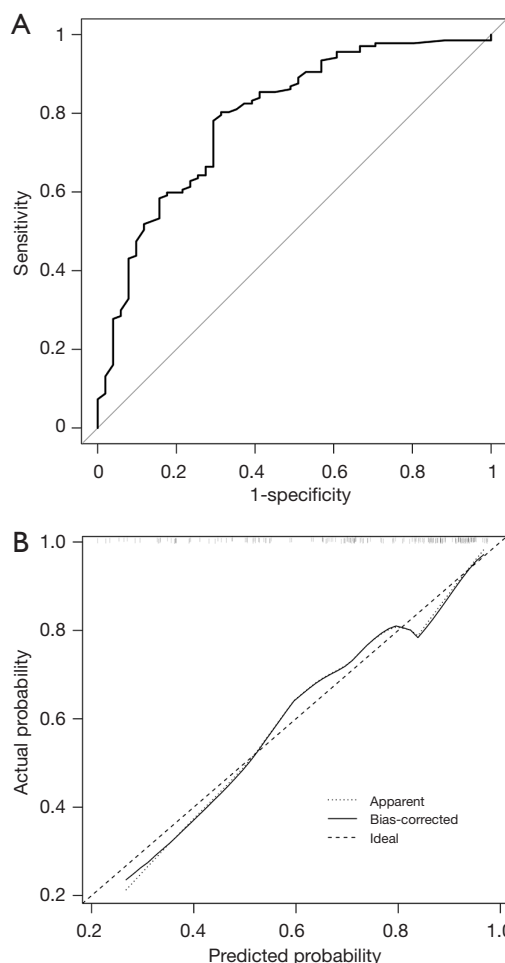 A
1
0.8
0.6
0.4
0.2
0
Sensitivity
0 0.2 0.4 0.6 0.8 1
1-specificity
B
1.0
0.8
0.6
0.4
0.2
Actual probability
Apparent
Bias-corrected
Ideal
0.2 0.4 0.6 0.8 1.0
Predicted probability